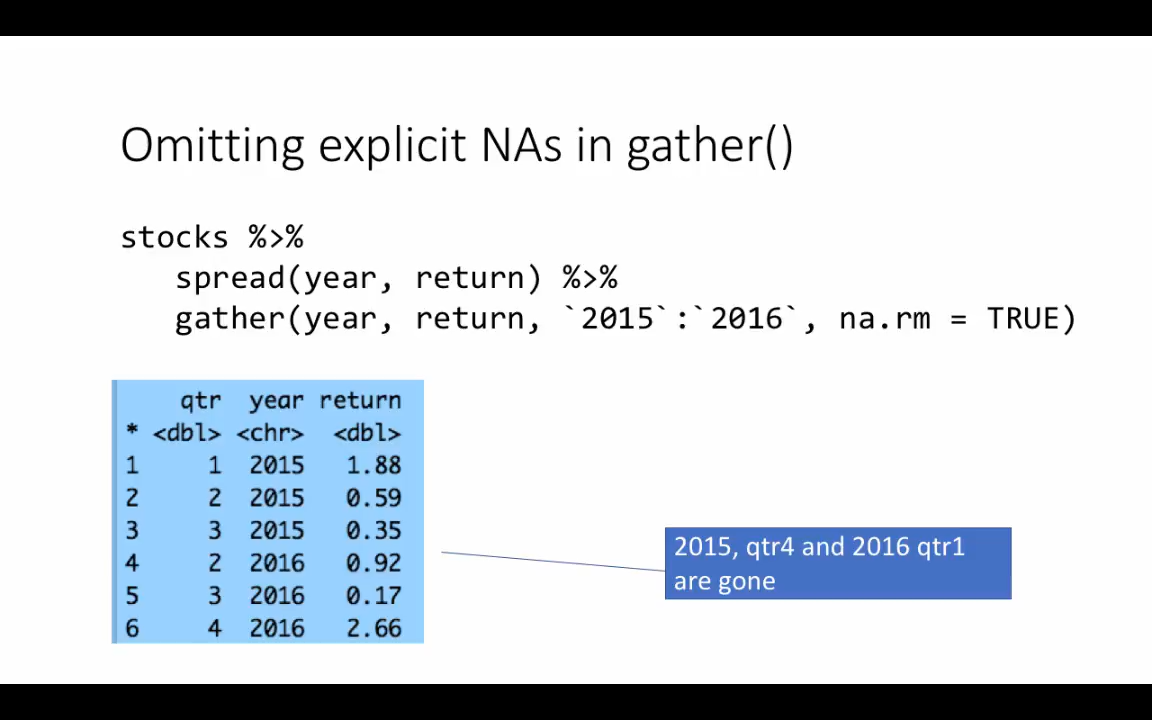 Omitting explicit NAs in gather()
stocks %>%
spread(year, return) %>%
gather(year, return, `2015`:`2016`, na.rm = TRUE)
qtr year return
* <dbl> <chr> <dbl>
1 1 2015 1.88
2 2 2015 0.59
3 3 2015 0.35
4 2 2016 0.92
5 3 2016 0.17
6 4 2016 2.66
2015, qtr4 and 2016 qtr1
are gone